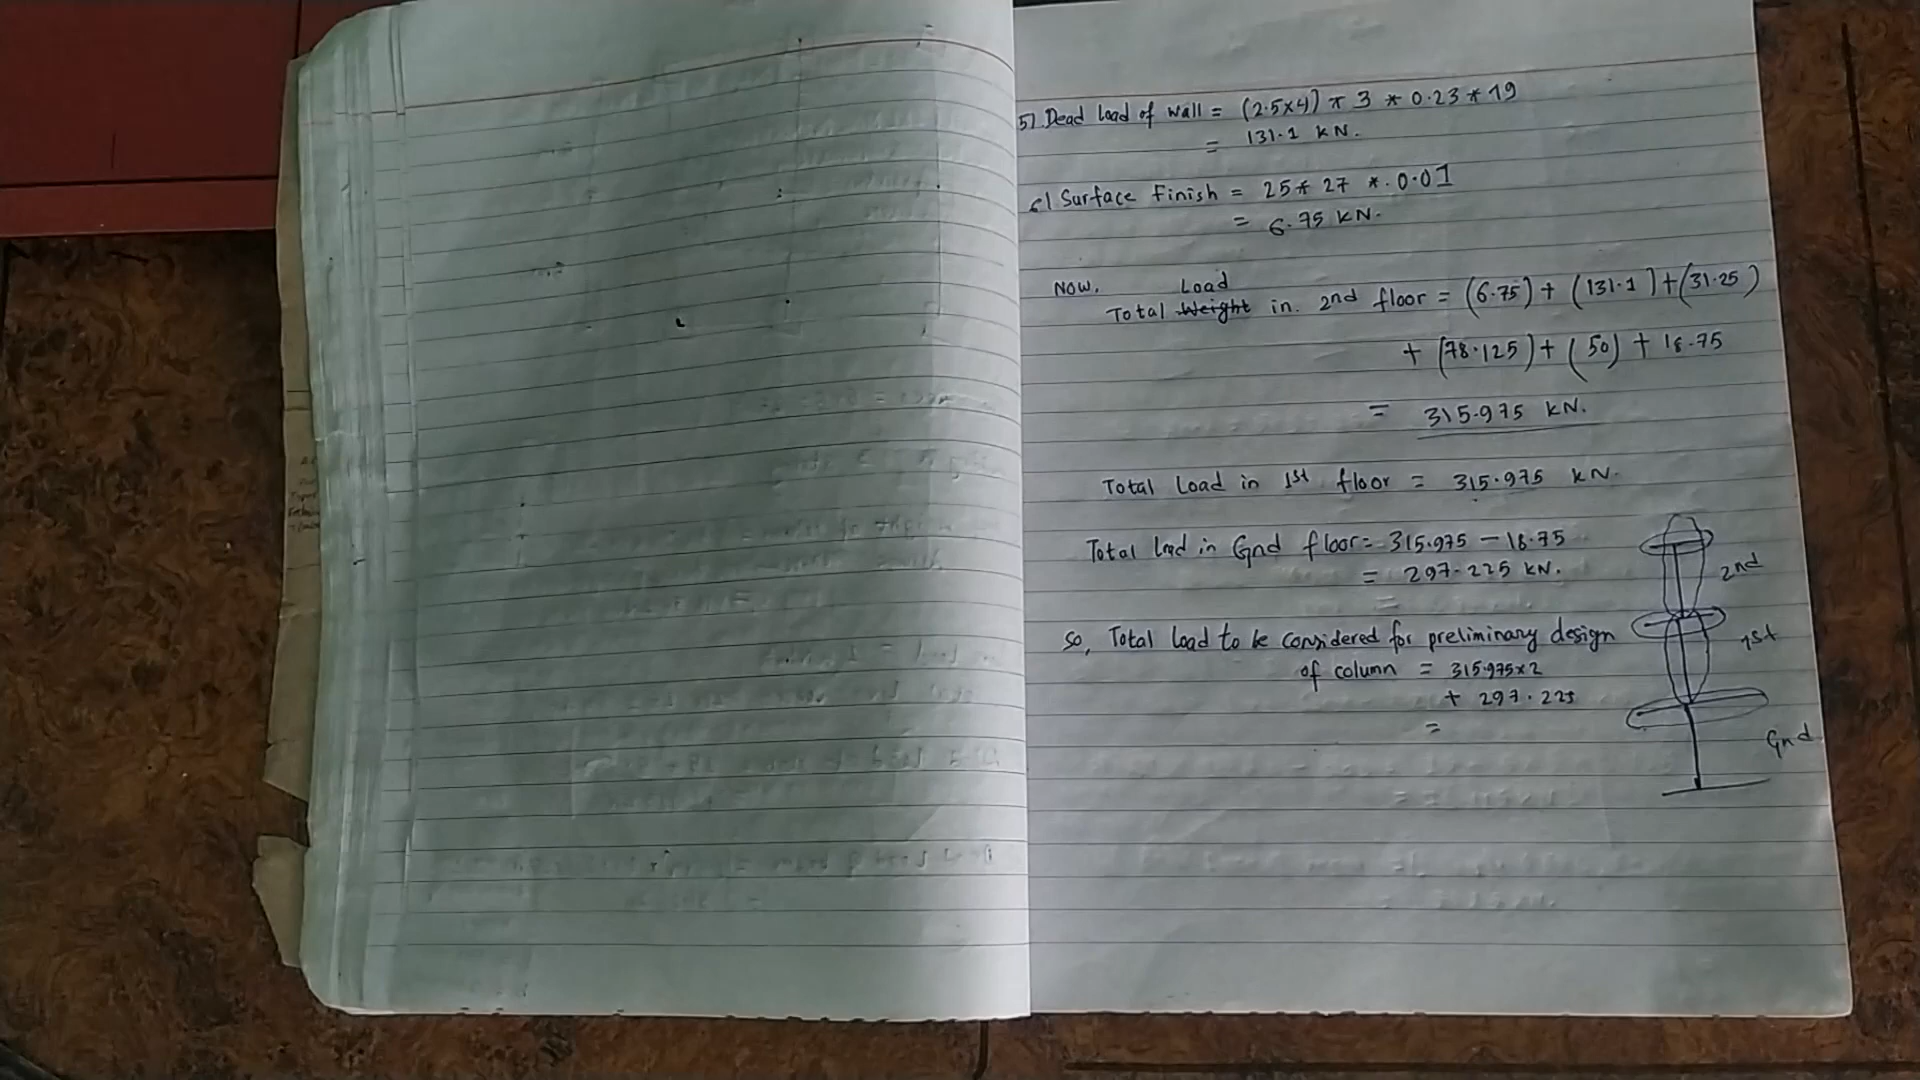 5) Dead load of wall = (2.5x4) * 3 * 0.23 * 19
= 131.1 kN.
6) Surface finish = 25 * 27 * 0.01
= 6.75 kN.
Now, Load
Total Weight in 2nd floor = (6.75) + (131.1) + (31.25)
+ (78.125) + (50) + 18.75
= 315.975 kN.
Total Load in 1st floor = 315.975 kN.
Total load in Gnd floor = 315.975 - 18.75
= 297.225 kN.
2nd
So, Total load to be considered for preliminary design
1st
of column = 315.975x2
+ 297.225
=
Gnd